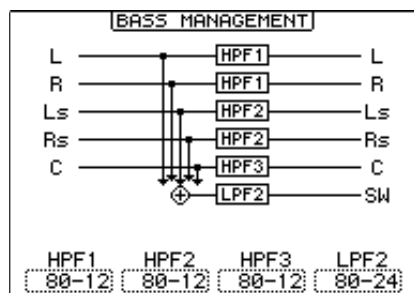 BASS MANAGEMENT
L HPF1 L
R HPF1 R
Ls HPF2 Ls
Rs HPF2 Rs
C HPF3 C
LPF2 SW
HPF1 HPF2 HPF3 LPF2
80-12 80-12 80-12 80-24